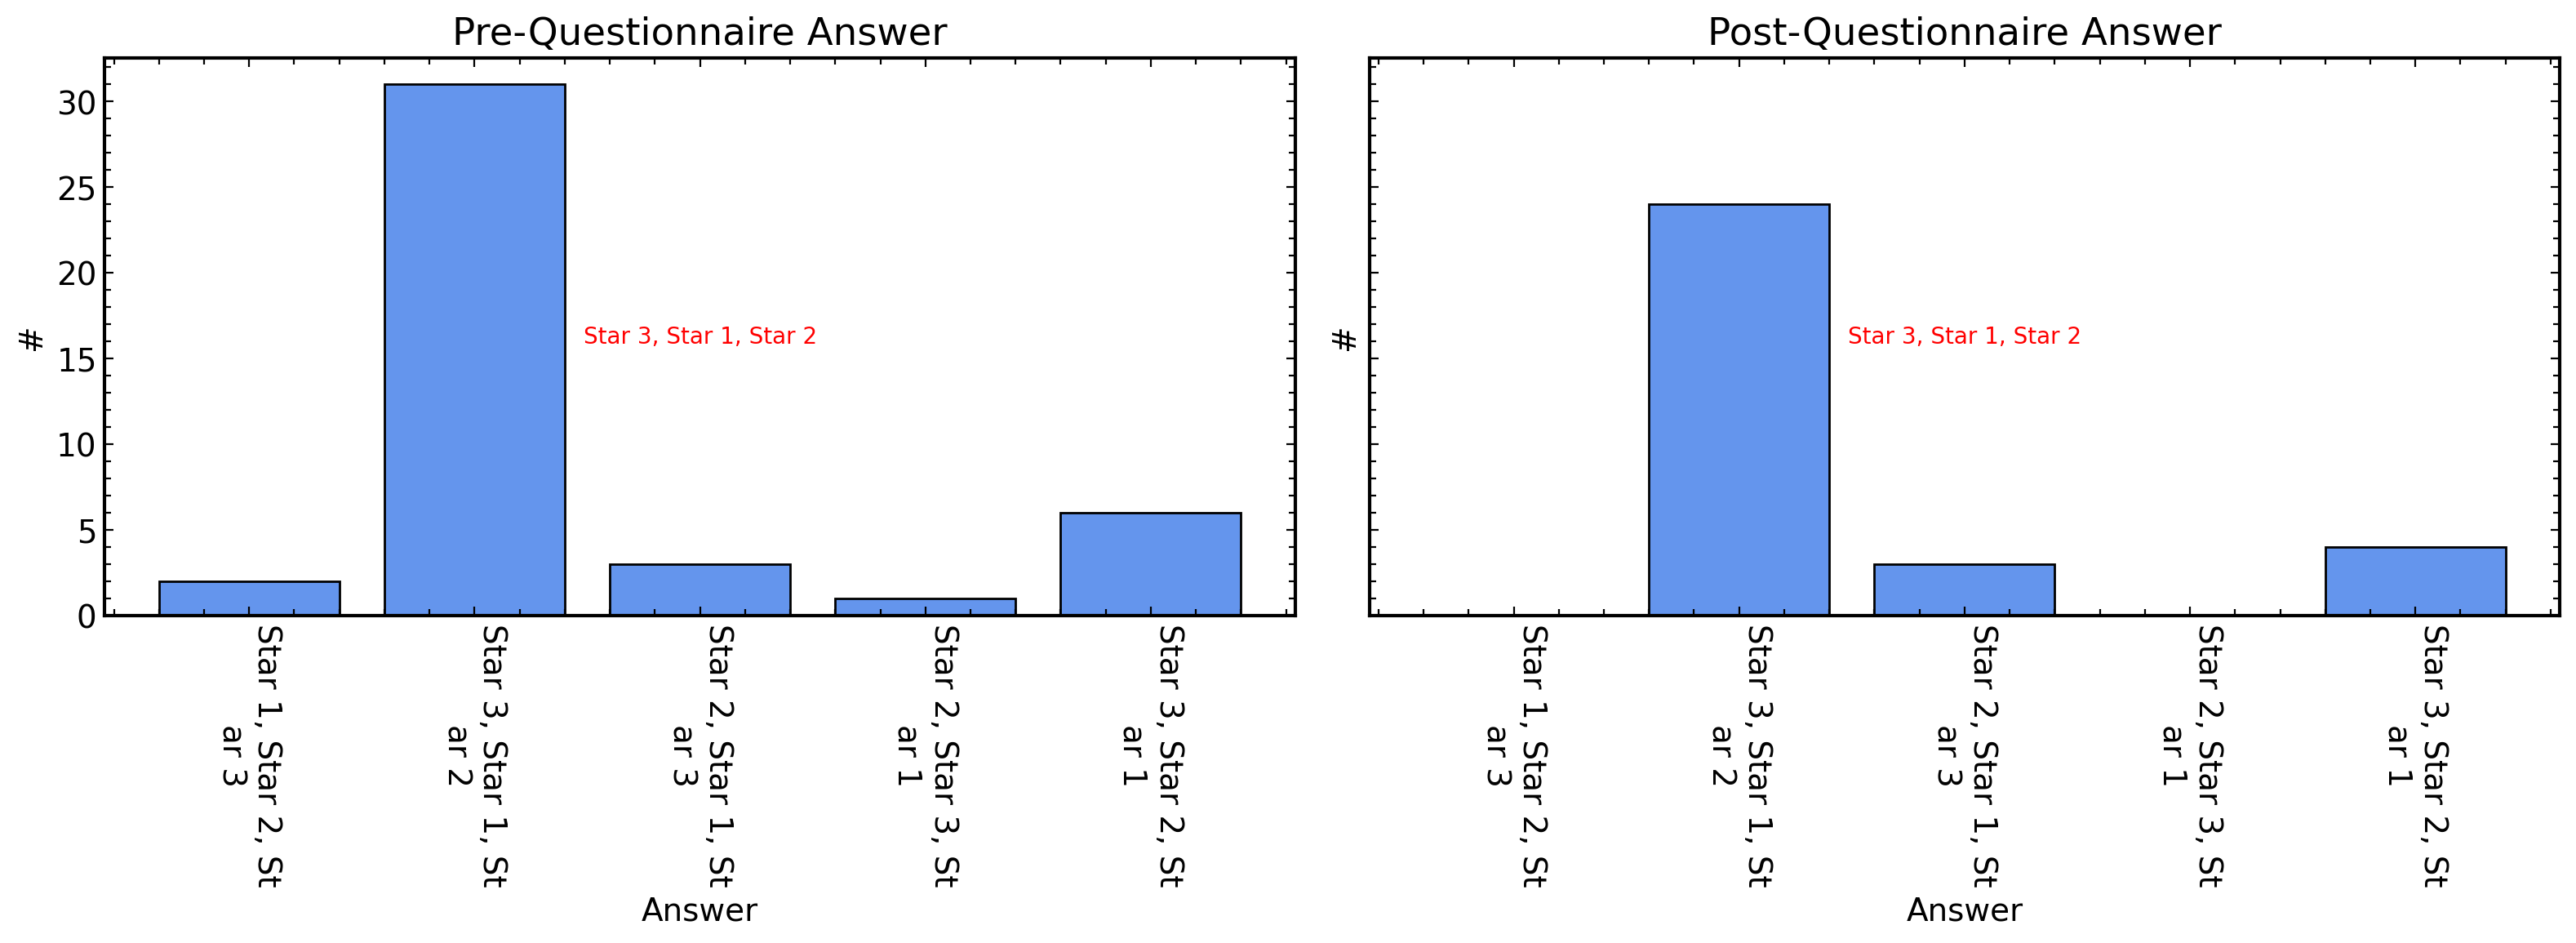 Pre-Questionnaire Answer
30
25
20
15
10
5
0
#
Star 3, Star 1, Star 2
Star 1, Star 2, St
ar 3
Star 3, Star 1, St
ar 2
Star 2, Star 1, St
ar 3
Star 2, Star 3, St
ar 1
Star 3, Star 2, St
ar 1
Answer
Post-Questionnaire Answer
#
Star 3, Star 1, Star 2
Star 1, Star 2, St
ar 3
Star 3, Star 1, St
ar 2
Star 2, Star 1, St
ar 3
Star 2, Star 3, St
ar 1
Star 3, Star 2, St
ar 1
Answer